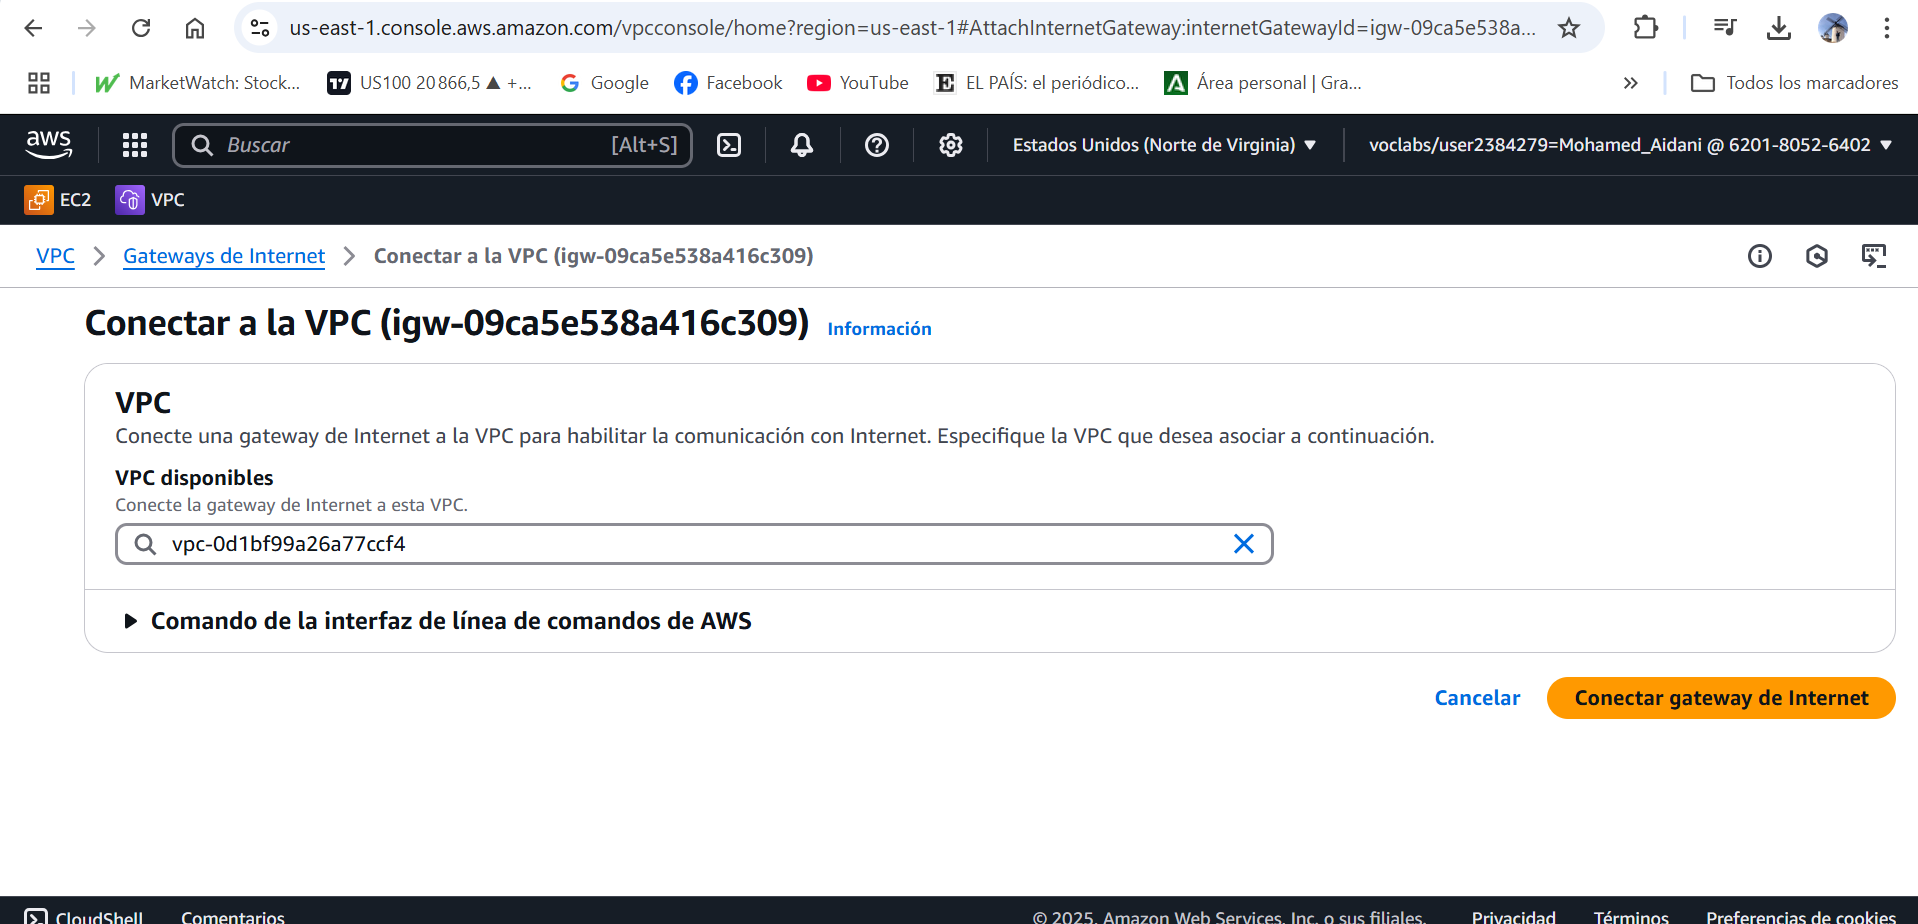 us-east-1.console.aws.amazon.com/vpcconsole/home?region=us-east-1#AttachInternetGateway:internetGatewayId=igw-09ca5e538a...
MarketWatch: Stock... US100 20 866,5 ▲ +... Google Facebook YouTube EL PAÍS: el periódico... Área personal | Gra... » Todos los marcadores
aws Buscar [Alt+S] Estados Unidos (Norte de Virginia) ▼ voclabs/user2384279=Mohamed_Aidani @ 6201-8052-6402 ▼
EC2 VPC
VPC > Gateways de Internet > Conectar a la VPC (igw-09ca5e538a416c309)
Conectar a la VPC (igw-09ca5e538a416c309) Información
VPC
Conecte una gateway de Internet a la VPC para habilitar la comunicación con Internet. Especifique la VPC que desea asociar a continuación.
VPC disponibles
Conecte la gateway de Internet a esta VPC.
vpc-0d1bf99a26a77ccf4
Comando de la interfaz de línea de comandos de AWS
Cancelar Conectar gateway de Internet
CloudShell Comentarios © 2025, Amazon Web Services, Inc. o sus filiales. Privacidad Términos Preferencias de cookies